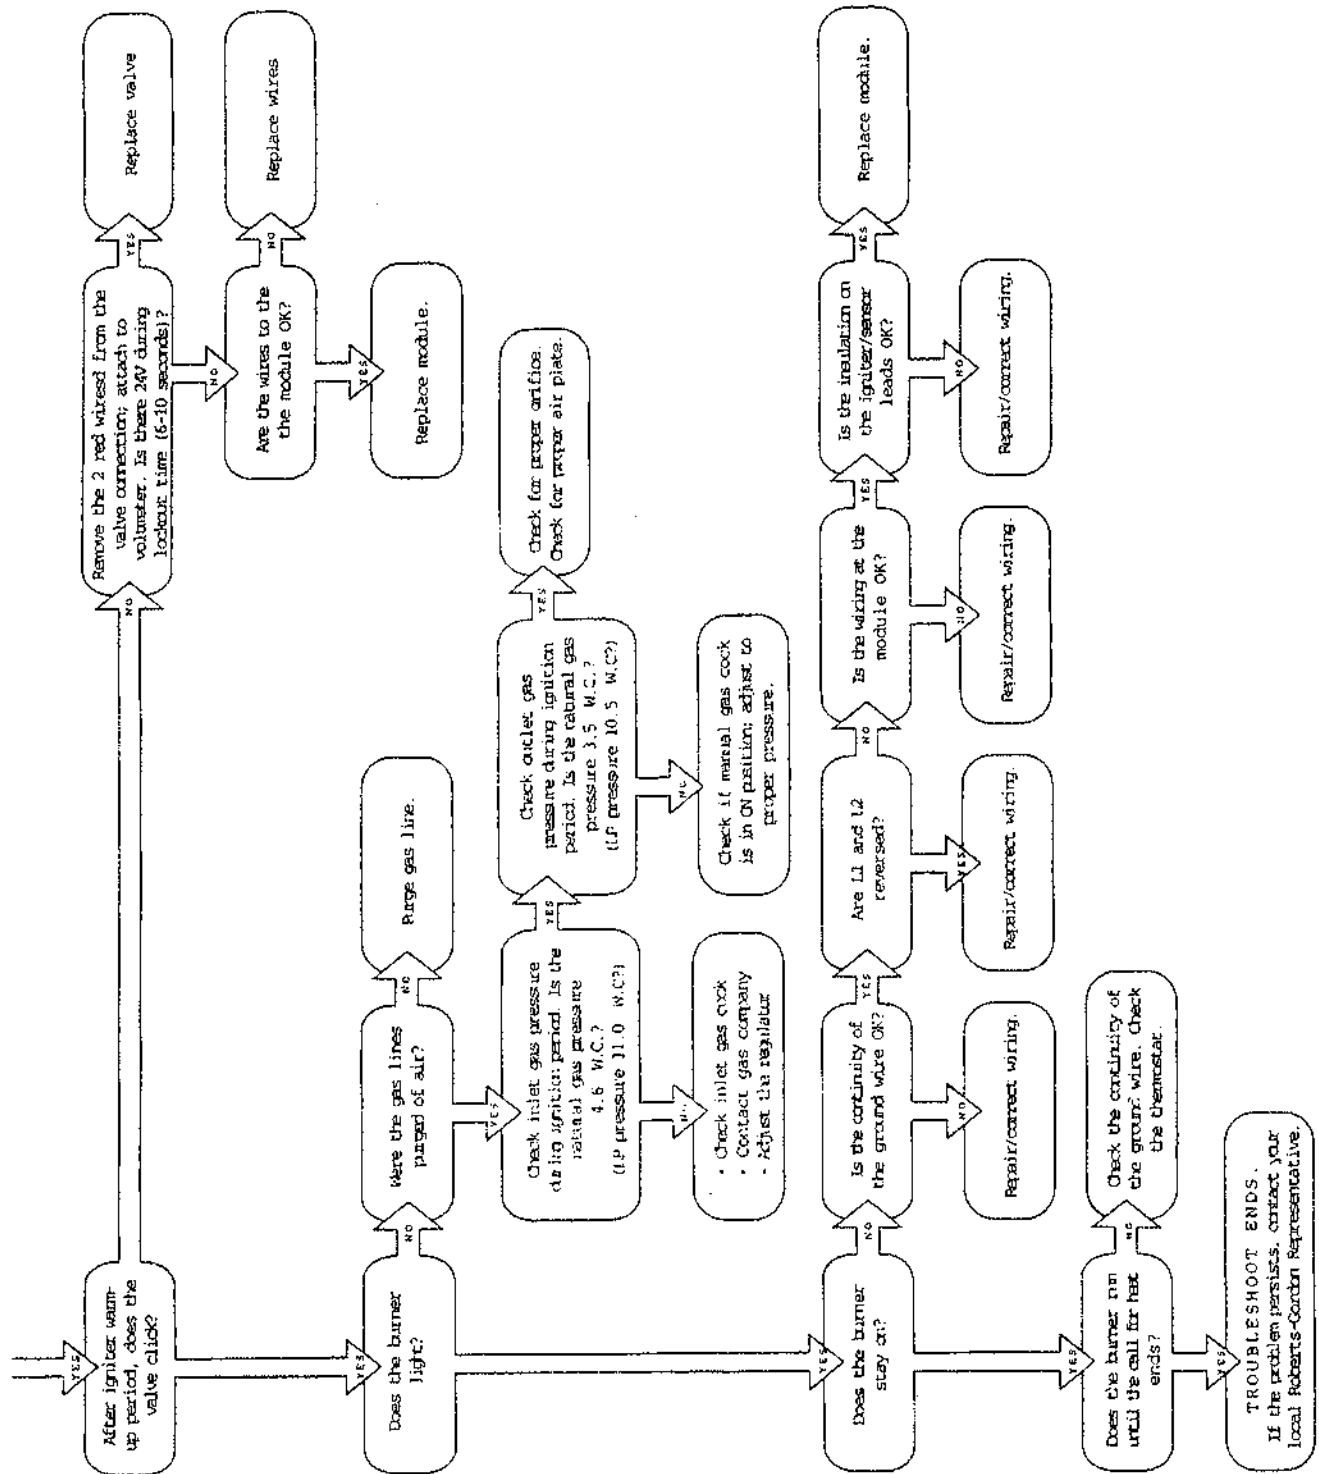 YES
After igniter warm-
up period, does the
valve click?
NO
Remove the 2 red wiresd from the
valve connection; attach to
voltmeter. Is there 24V during
lockout time (6-10 seconds)?
YES
Replace valve
NO
Are the wires to the
the module OK?
NO
Replace wires
YES
Replace module.
YES
Does the burner
light?
NO
Were the gas lines
purged of air?
NO
Purge gas line.
YES
Check inlet gas pressure
during ignition period. Is the
natural gas pressure
4.6 W.C.?
(LP pressure 11.0 W.C?)
YES
Check outlet gas
pressure during ignition
period. Is the natural gas
pressure 3.5 W.C.?
(LP pressure 10.5 W.C?)
YES
Check for proper orifice.
Check for proper air plate.
NO
· Check inlet gas cock
· Contact gas company
- Adjust the regulator
NO
Check if manual gas cock
is in ON position; adjust to
proper pressure.
YES
Does the burner
stay on?
NO
Is the continuity of
the ground wire OK?
YES
Are L1 and L2
reversed?
NO
Is the wiring at the
module OK?
YES
Is the insulation on
the igniter/sensor
leads OK?
YES
Replace module.
NO
Repair/correct wiring.
YES
Repair/correct wiring.
NO
Repair/correct wiring.
NO
Repair/correct wiring.
YES
Does the burner run
until the call for heat
ends?
NO
Check the continuity of
the ground wire. Check
the thermostat.
YES
TROUBLESHOOT ENDS.
If the problem persists, contact your
local Roberts-Gordon Representative.